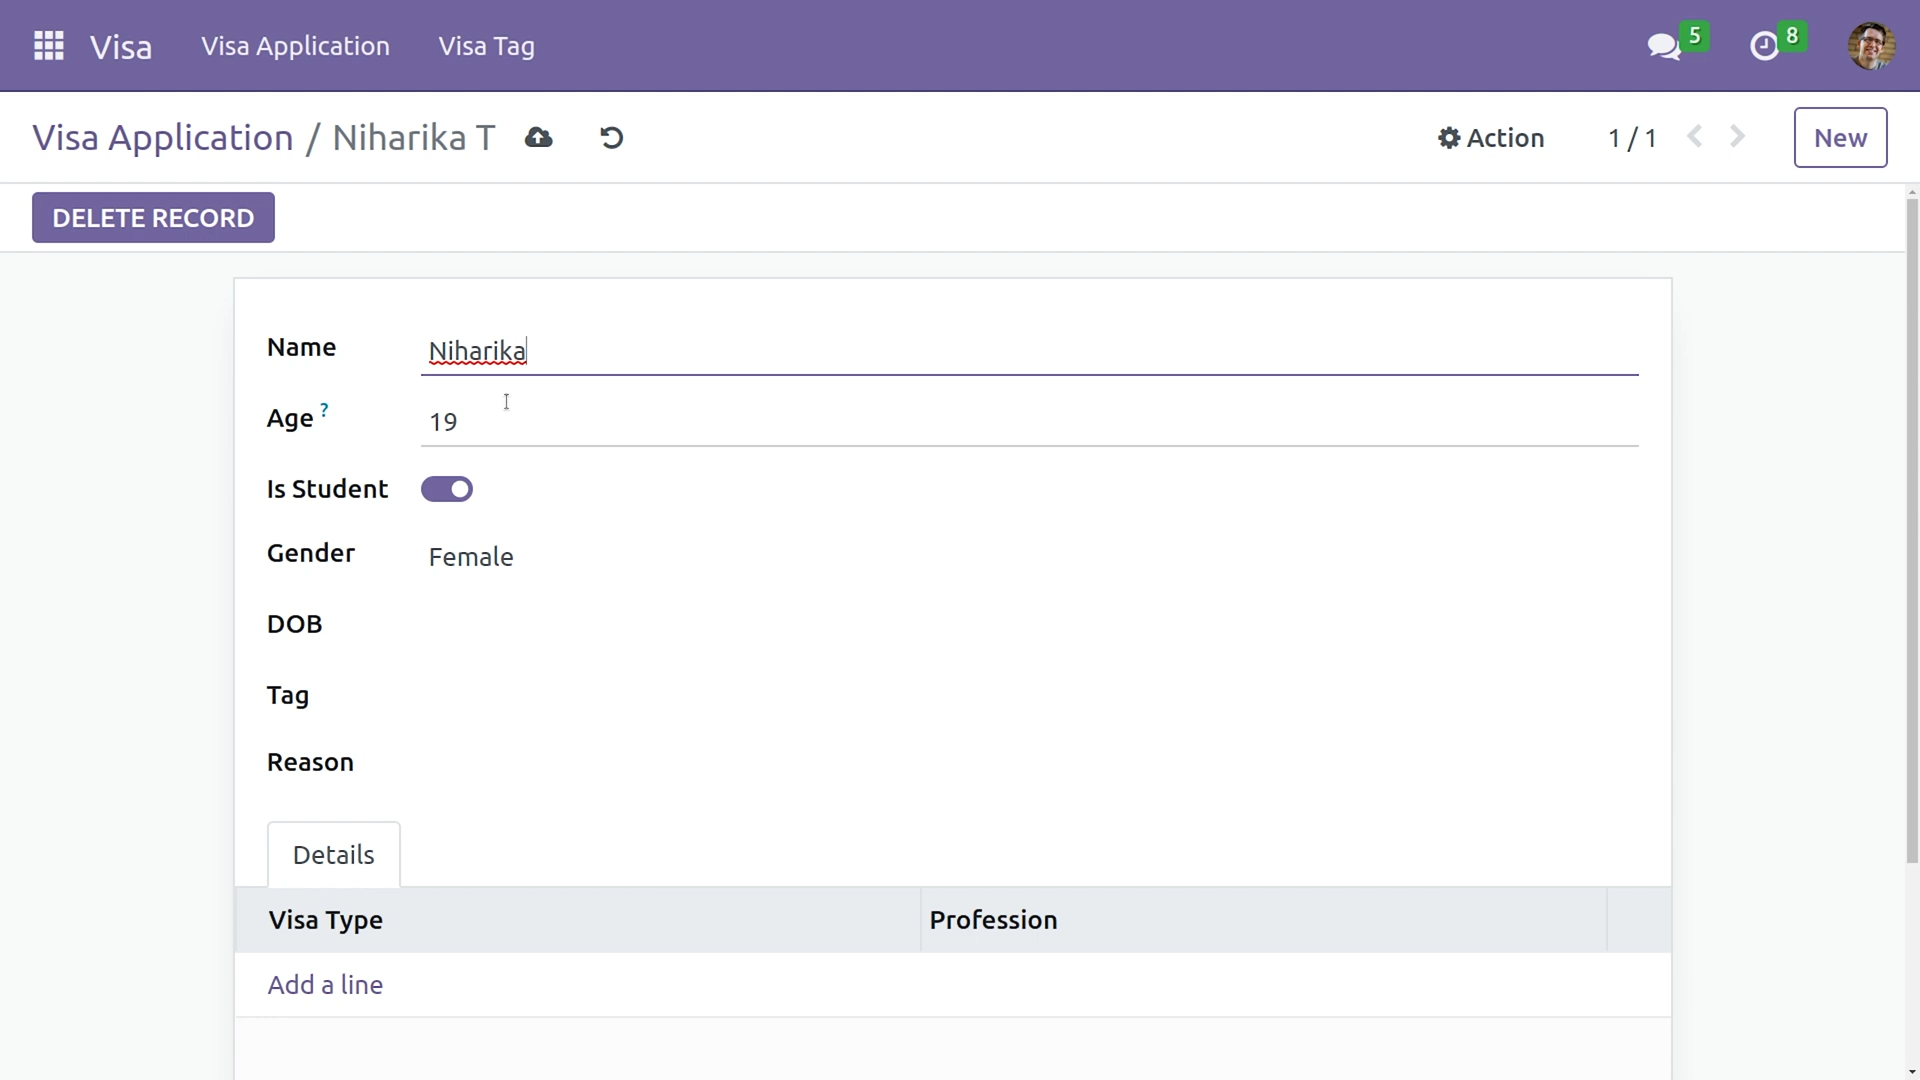 Visa Visa Application Visa Tag 5 8
Visa Application / Niharika T Action 1 / 1 New
DELETE RECORD
Name Niharika
Age ? 19
Is Student
Gender Female
DOB
Tag
Reason
Details
Visa Type Profession
Add a line